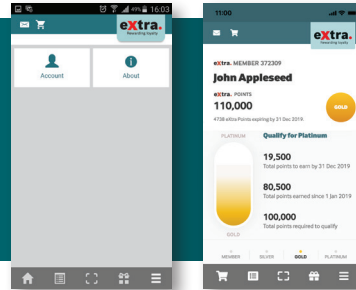 49% 16:03
eXtra.
Rewarding loyalty
Account
About
11:00
eXtra.
Rewarding loyalty
eXtra. MEMBER 372309
John Appleseed
eXtra. POINTS
110,000
4738 eXtra Points expiring by 31 Dec 2019.
GOLD
PLATINUM
Qualify for Platinum
19,500
Total points to earn by 31 Dec 2019
80,500
Total points earned since 1 Jan 2019
100,000
Total points required to qualify
GOLD
MEMBER SILVER GOLD PLATINUM